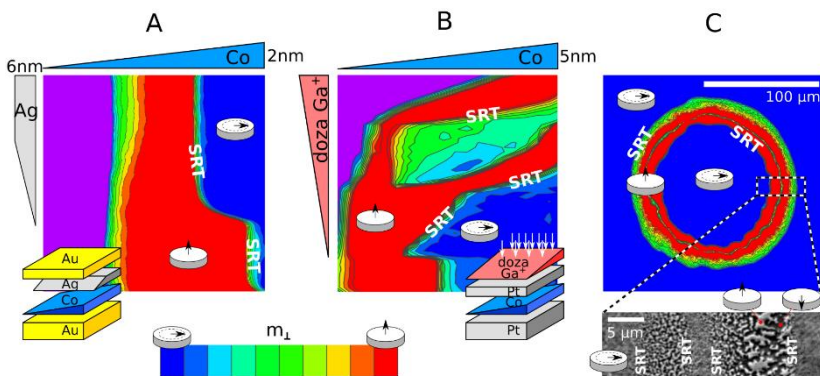 A
B
C
Co
2nm
6nm
Ag
SRT
SRT
Au
Ag
Co
Au
Co
5nm
doza Ga⁺
SRT
SRT
SRT
doza
Ga⁺
Pt
Co
Pt
100 µm
SRT
SRT
5 µm
SRT
SRT
SRT
SRT
m⊥